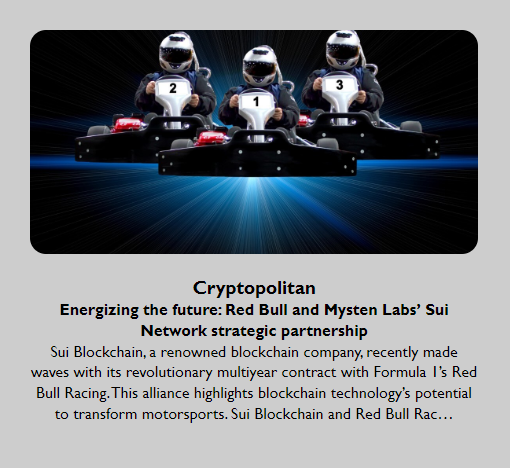 2
1
3
Cryptopolitan
Energizing the future: Red Bull and Mysten Labs’ Sui
Network strategic partnership
Sui Blockchain, a renowned blockchain company, recently made
waves with its revolutionary multiyear contract with Formula 1’s Red
Bull Racing. This alliance highlights blockchain technology’s potential
to transform motorsports. Sui Blockchain and Red Bull Rac…